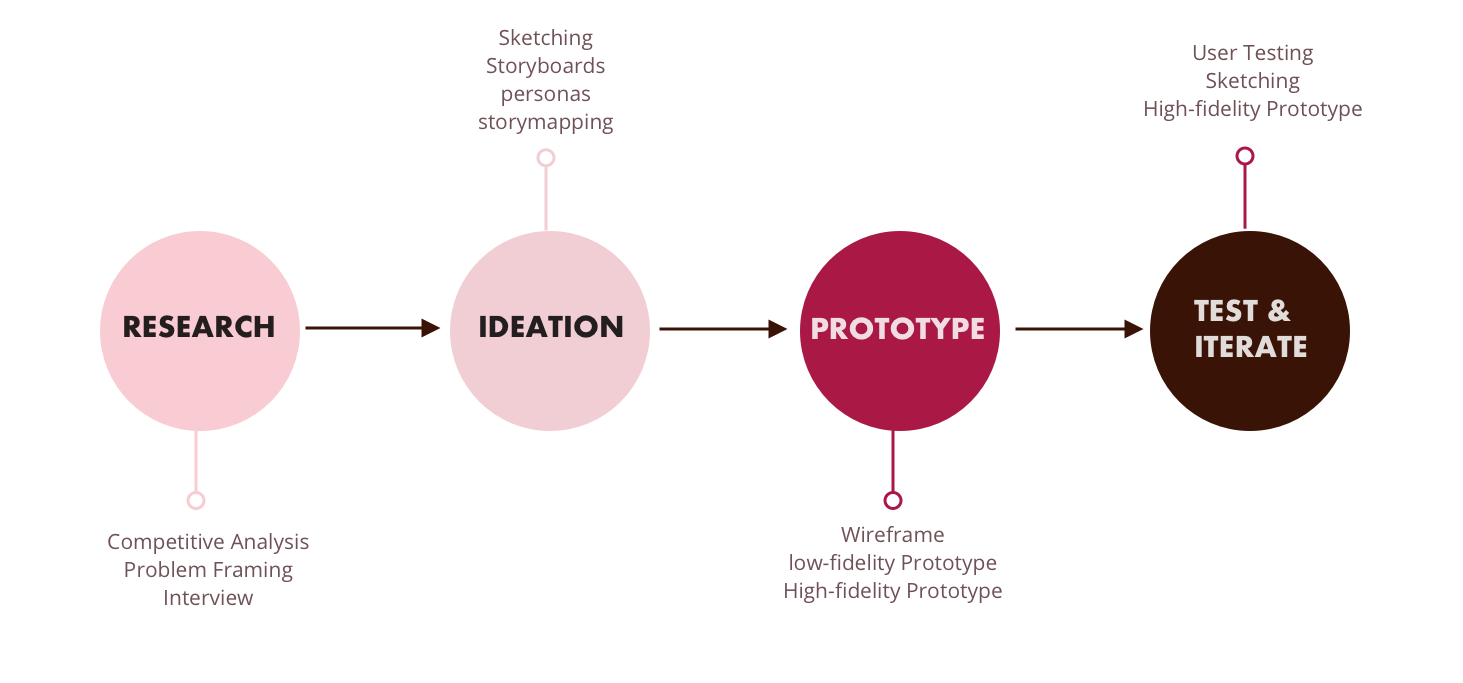 Sketching
Storyboards
personas
storymapping
User Testing
Sketching
High-fidelity Prototype
RESEARCH
IDEATION
PROTOTYPE
TEST &
ITERATE
Competitive Analysis
Problem Framing
Interview
Wireframe
low-fidelity Prototype
High-fidelity Prototype